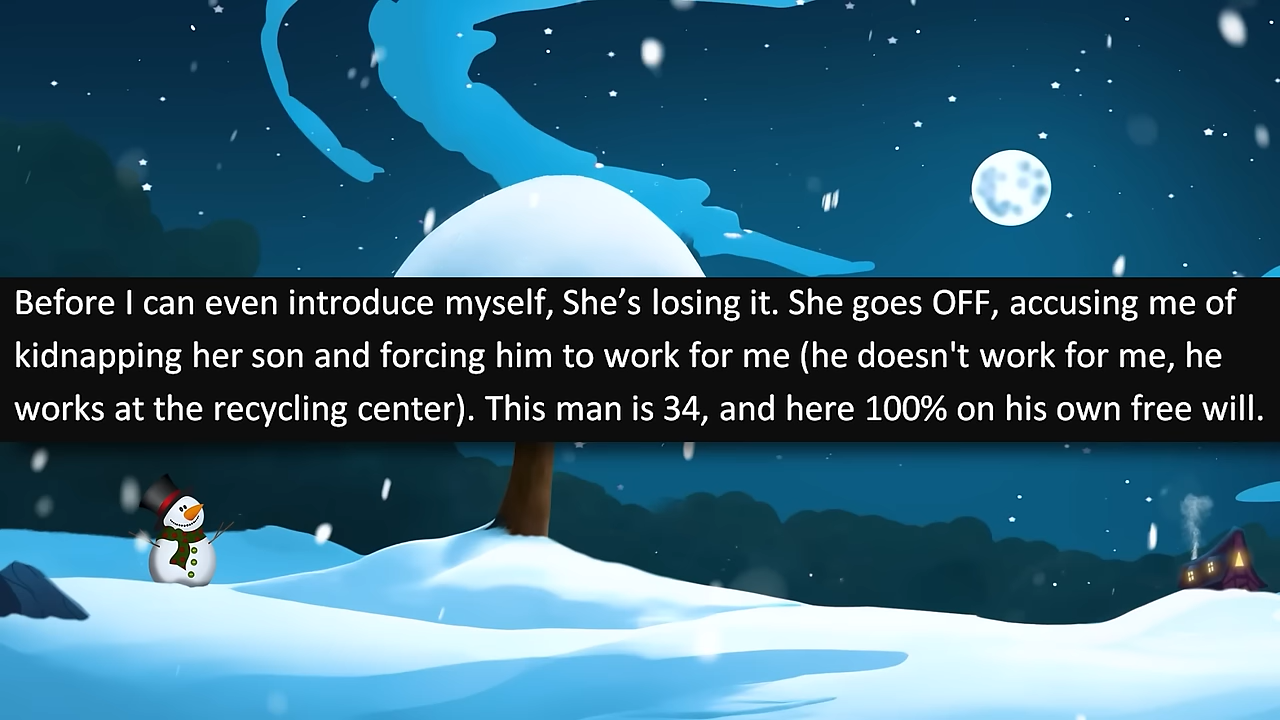 Before I can even introduce myself, She’s losing it. She goes OFF, accusing me of
kidnapping her son and forcing him to work for me (he doesn't work for me, he
works at the recycling center). This man is 34, and here 100% on his own free will.